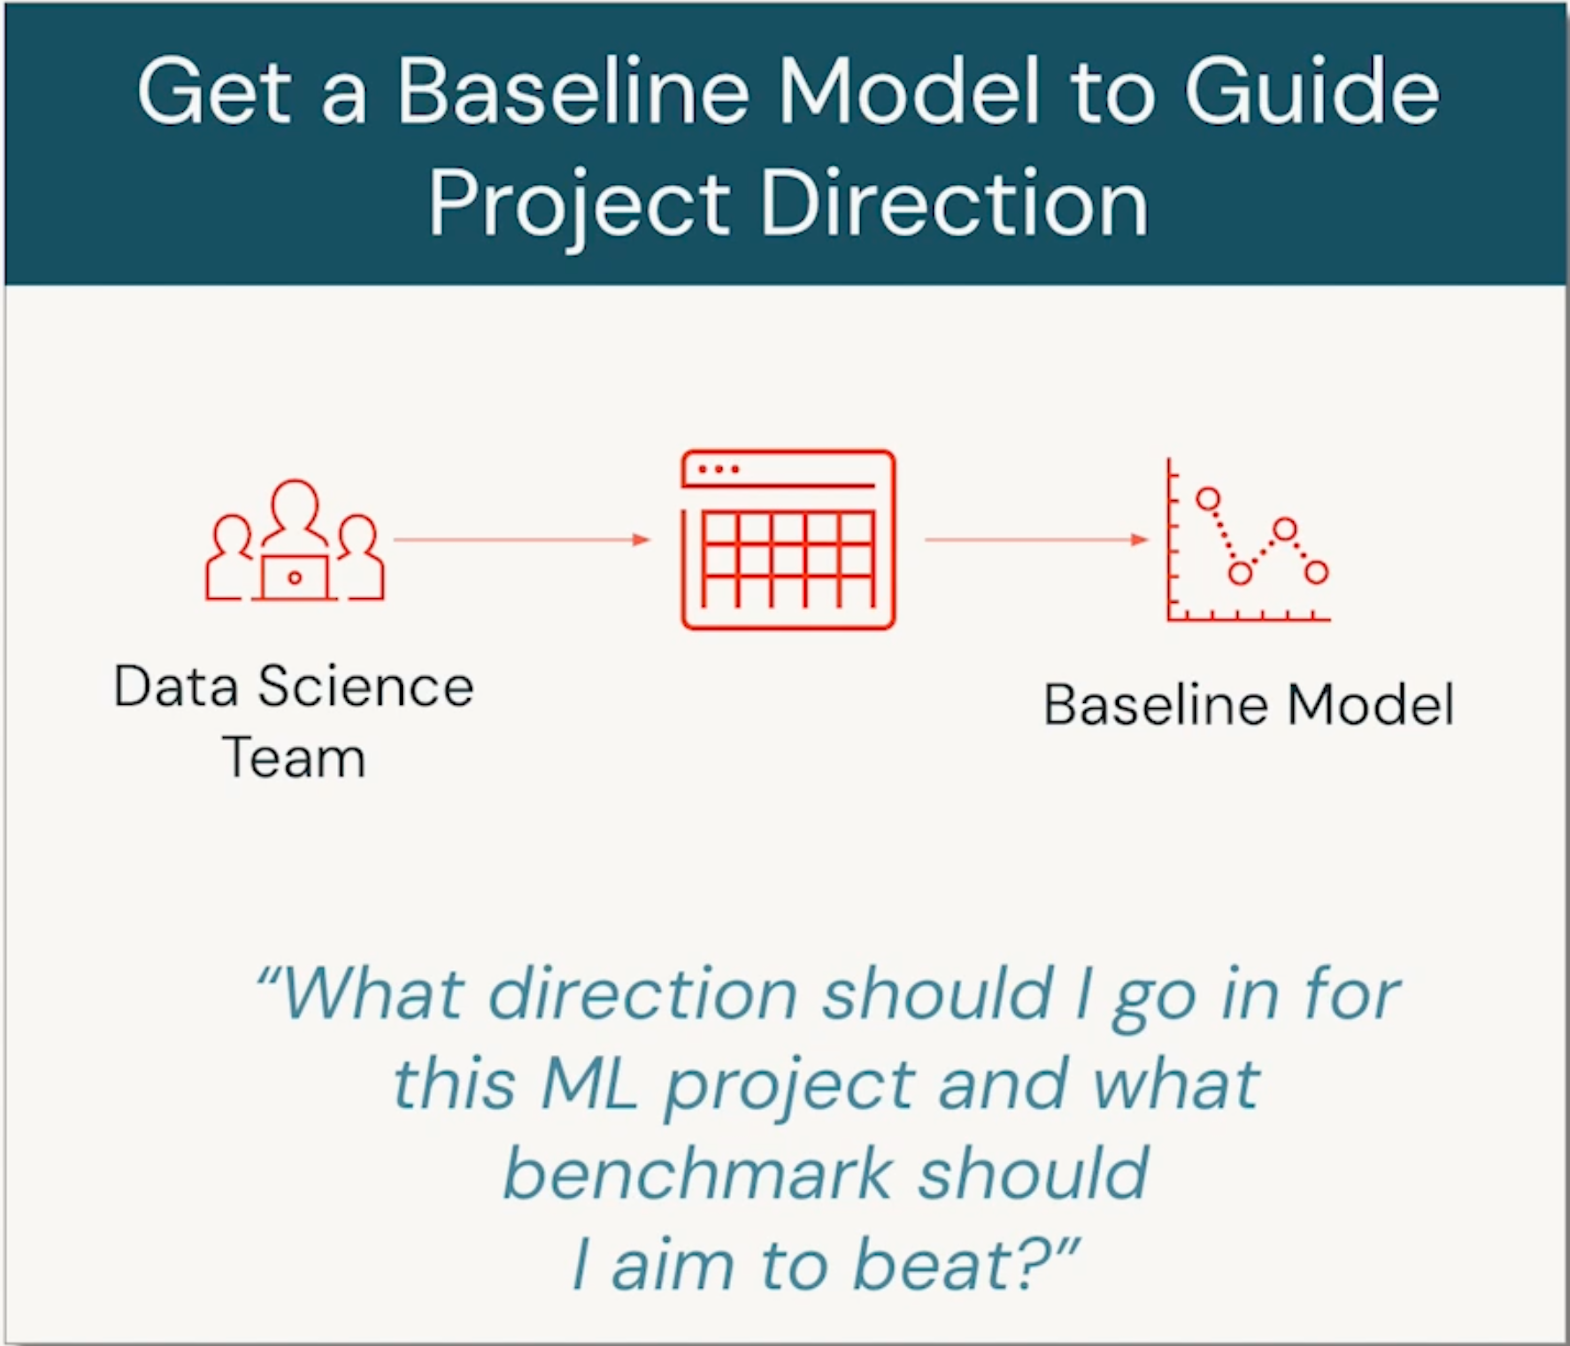 Get a Baseline Model to Guide
Project Direction
Data Science
Team
Baseline Model
“What direction should I go in for
this ML project and what
benchmark should
I aim to beat?”